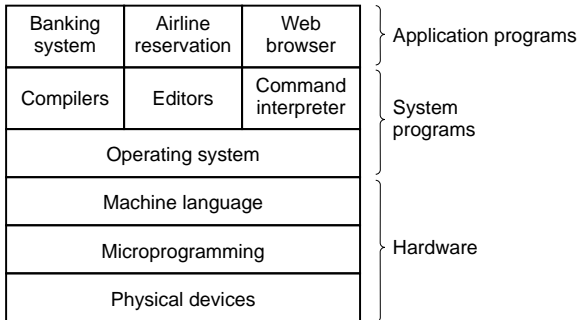 Banking
system
Airline
reservation
Web
browser
Application programs
Compilers
Editors
Command
interpreter
System
programs
Operating system
Machine language
Microprogramming
Hardware
Physical devices